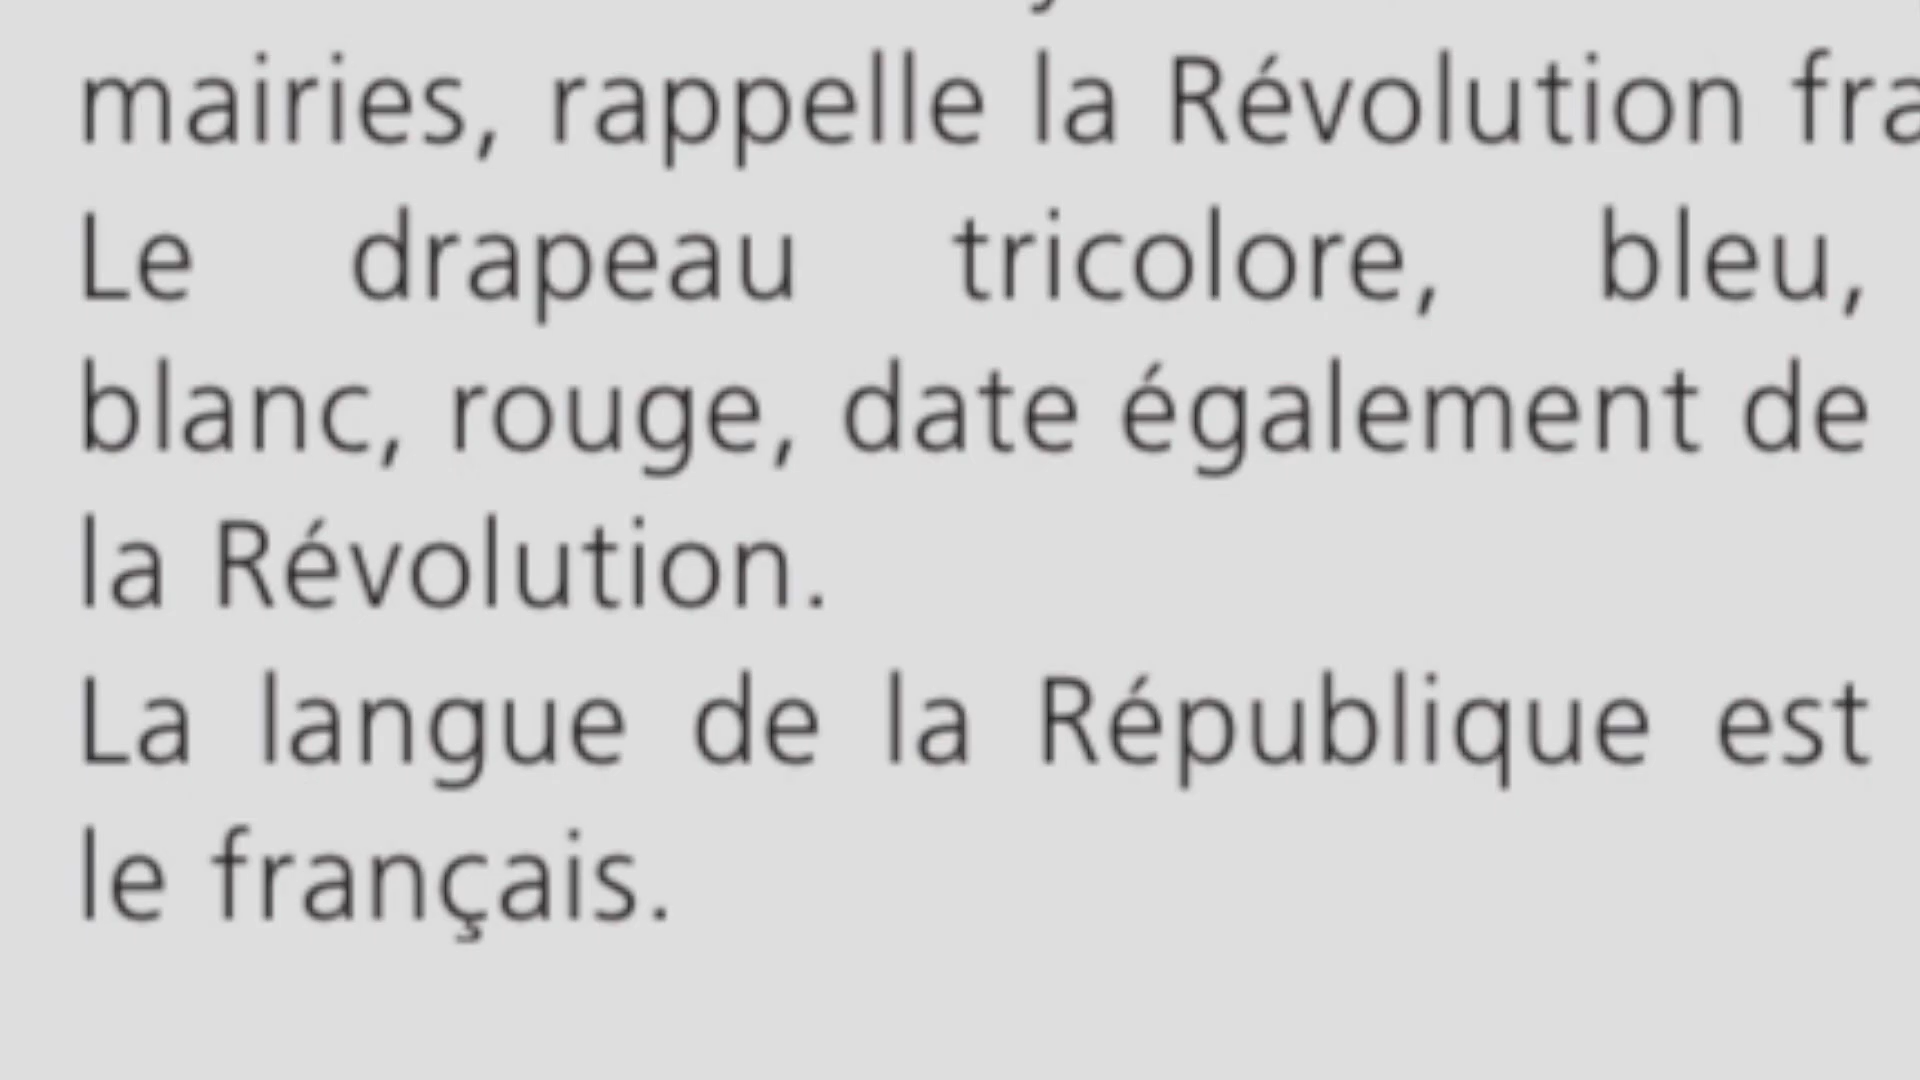 mairies, rappelle la Révolution fra
Le drapeau tricolore, bleu,
blanc, rouge, date également de
la Révolution.
La langue de la République est
le français.